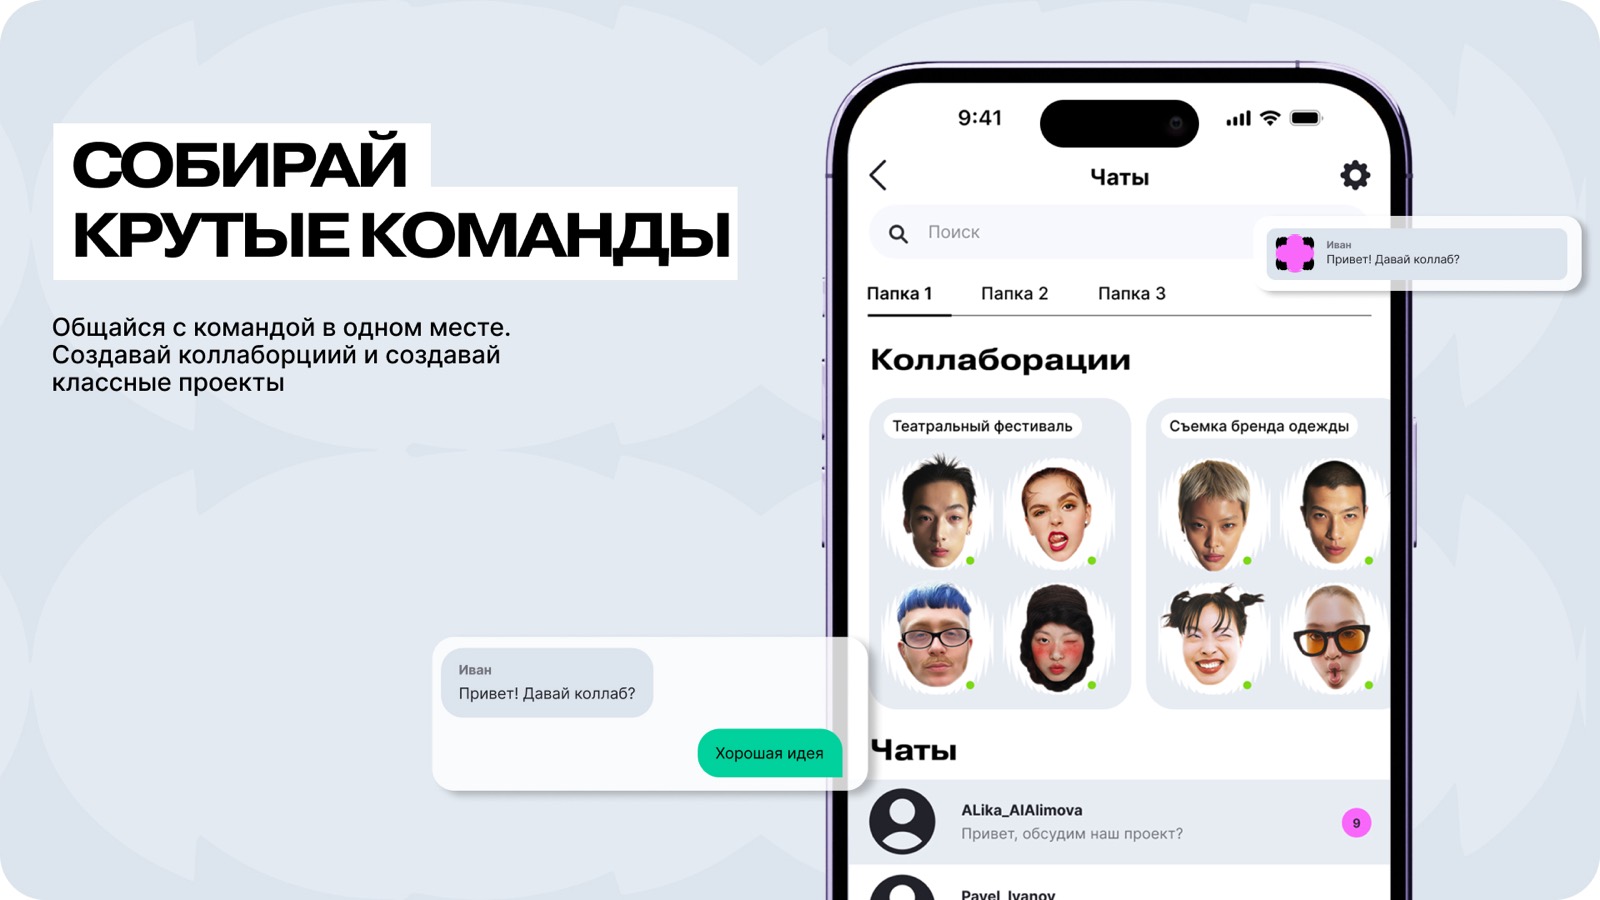 СОБИРАЙ
КРУТЫЕ КОМАНДЫ
Общайся с командой в одном месте.
Создавай коллаборциий и создавай
классные проекты
9:41
Чаты
Поиск
Иван
Привет! Давай коллаб?
Папка 1 Папка 2 Папка 3
Коллаборации
Театральный фестиваль Съемка бренда одежды
Иван
Привет! Давай коллаб?
Хорошая идея
Чаты
ALika_AlAlimova
Привет, обсудим наш проект?
9
Pavel_Ivanov